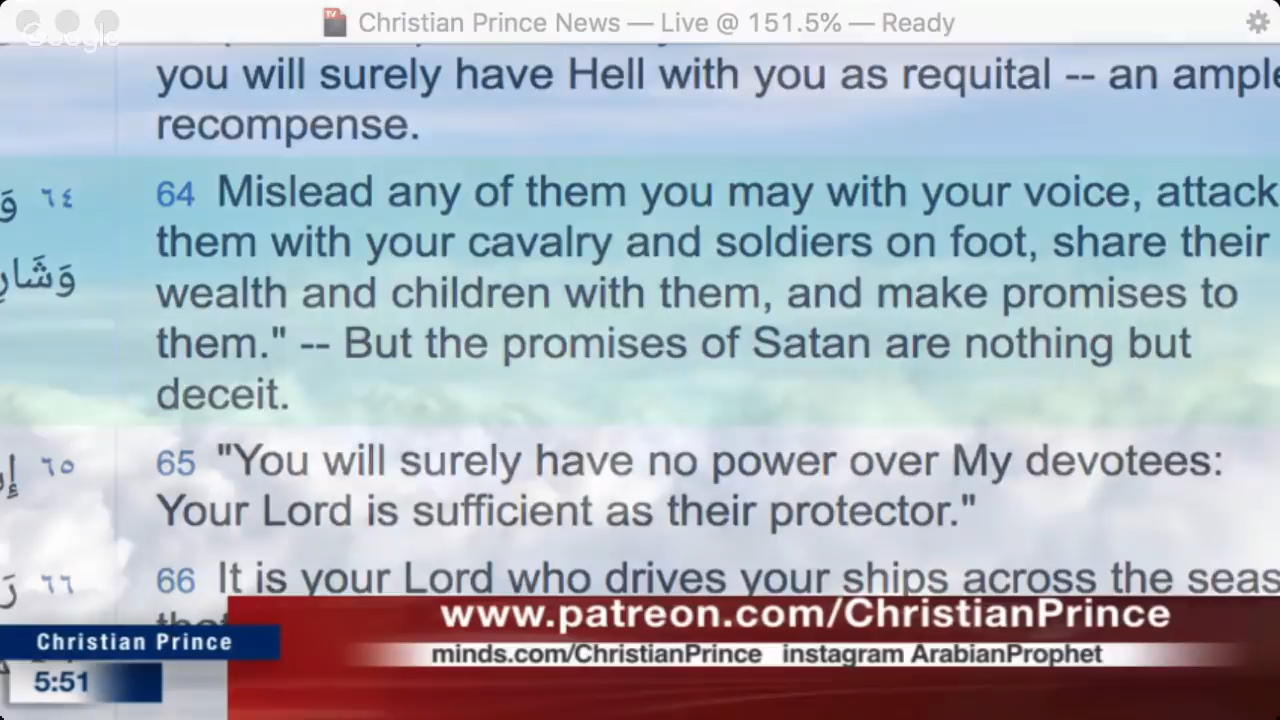 Christian Prince News — Live @ 151.5% — Ready
Google
you will surely have Hell with you as requital -- an ample
recompense.
٦٤
64 Mislead any of them you may with your voice, attack
them with your cavalry and soldiers on foot, share their
وَشَارِ
wealth and children with them, and make promises to
them." -- But the promises of Satan are nothing but
deceit.
٦٥
65 "You will surely have no power over My devotees:
Your Lord is sufficient as their protector."
٦٦
66 It is your Lord who drives your ships across the seas
www.patreon.com/ChristianPrince
Christian Prince
minds.com/ChristianPrince instagram ArabianProphet
5:51